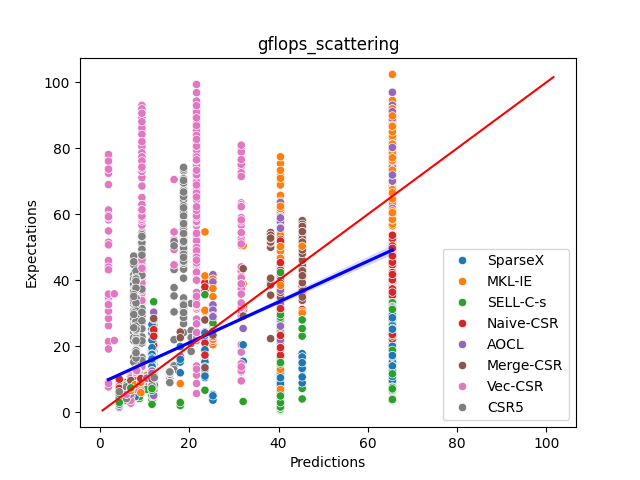 gflops_scattering
Expectations
100
80
60
40
20
0
0 20 40 60 80 100
Predictions
SparseX
MKL-IE
SELL-C-s
Naive-CSR
AOCL
Merge-CSR
Vec-CSR
CSR5